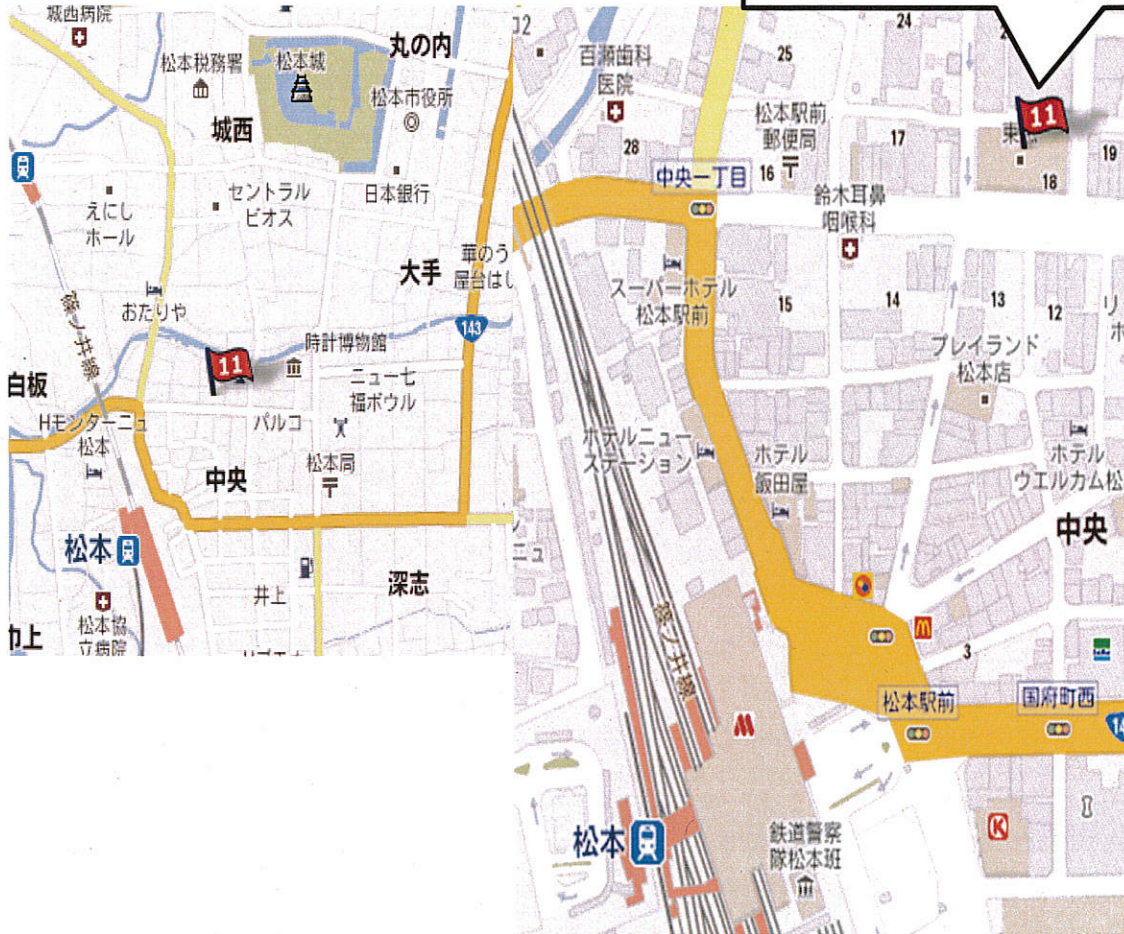 城西病院
松本税務署
松本城
丸の内
松本市役所
城西
日本銀行
セントラル
ビオス
えにし
ホール
大手
華のう
屋台はし
おたりや
篠ノ井線
143
11
時計博物館
白板
ニュー七
福ボウル
Hモンターニュ
松本
パルコ
松本局
中央
松本
深志
井上
松本協
立病院
巾上
24
25
百瀬歯科
医院
松本駅前
郵便局
11
17
28
19
中央一丁目
16
18
鈴木耳鼻
咽喉科
スーパーホテル
松本駅前
15
14
13
12
プレイランド
松本店
ホテルニュー
ステーション
ホテル
飯田屋
ホテル
ウエルカム松
中央
篠ノ井線
3
松本駅前
国府町西
松本
鉄道警察
隊松本班
K